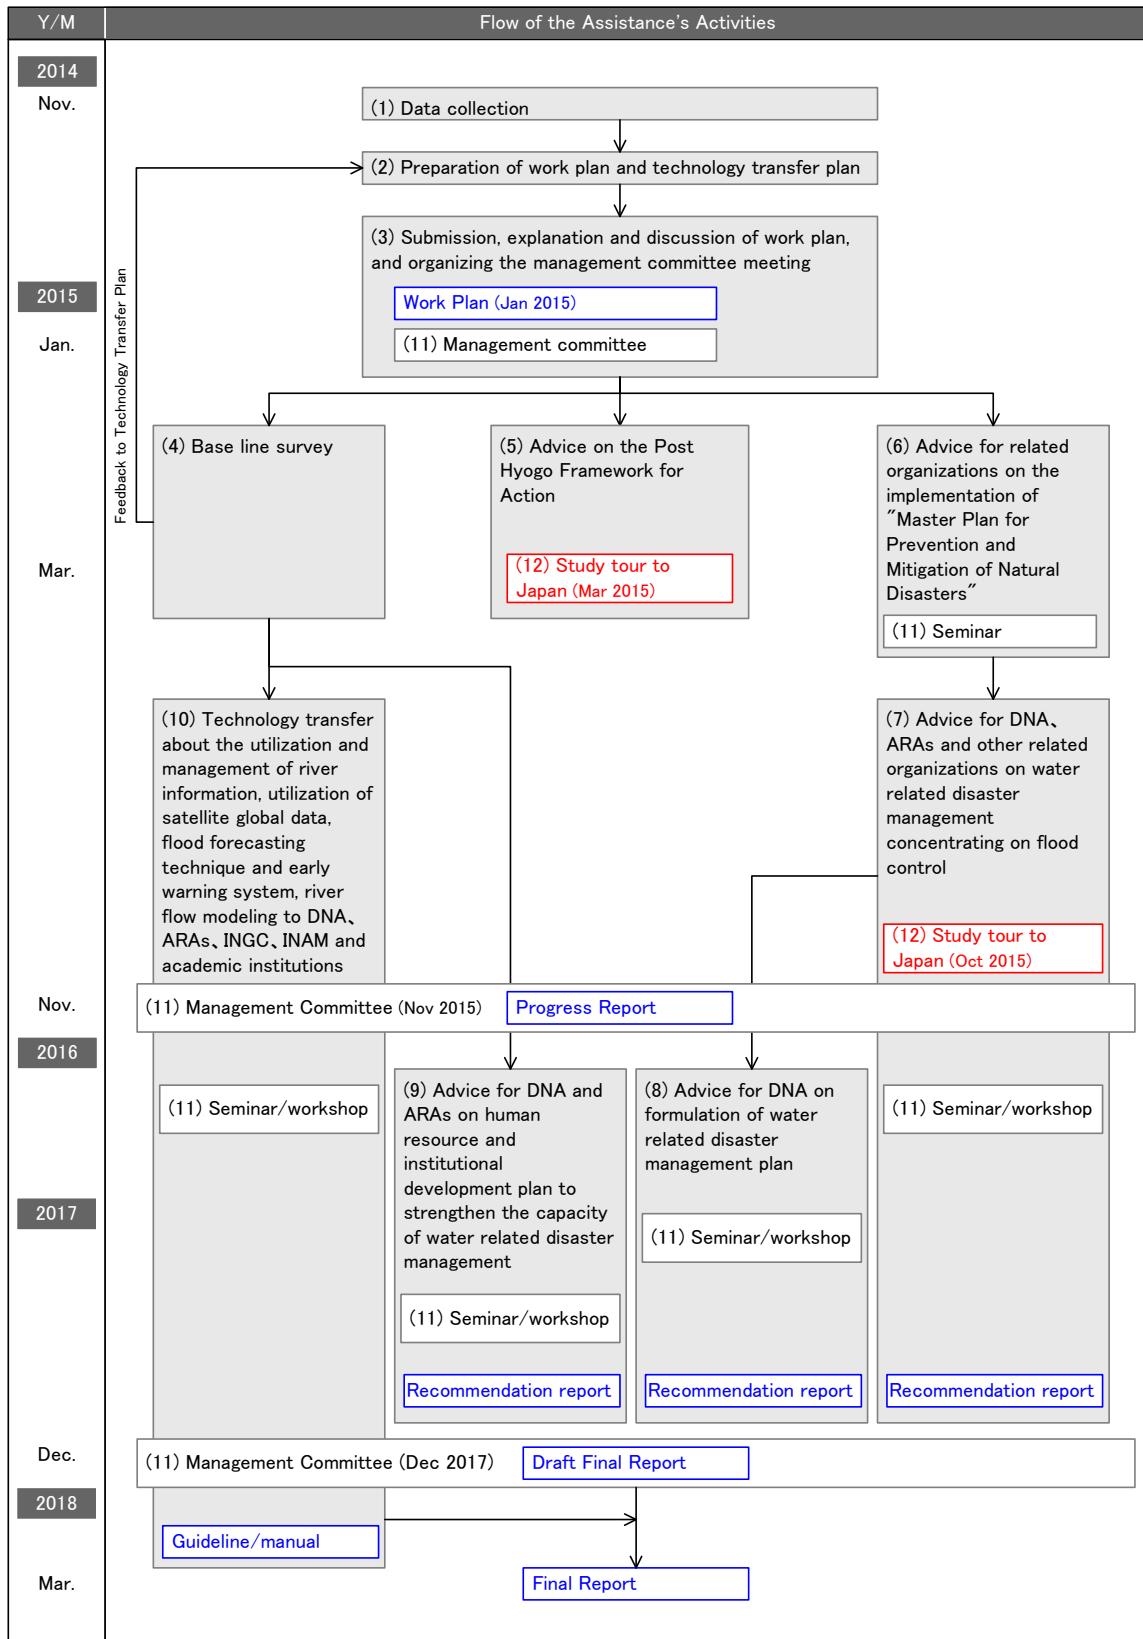 Y/M
Flow of the Assistance's Activities
2014
Nov.
(1) Data collection
(2) Preparation of work plan and technology transfer plan
(3) Submission, explanation and discussion of work plan,
and organizing the management committee meeting
2015
Work Plan (Jan 2015)
Jan.
(11) Management committee
Feedback to Technology Transfer Plan
(4) Base line survey
(5) Advice on the Post
Hyogo Framework for
Action
(12) Study tour to
Japan (Mar 2015)
(6) Advice for related
organizations on the
implementation of
"Master Plan for
Prevention and
Mitigation of Natural
Disasters"
(11) Seminar
Mar.
(10) Technology transfer
about the utilization and
management of river
information, utilization of
satellite global data,
flood forecasting
technique and early
warning system, river
flow modeling to DNA、
ARAs、INGC、INAM and
academic institutions
(7) Advice for DNA、
ARAs and other related
organizations on water
related disaster
management
concentrating on flood
control
(12) Study tour to
Japan (Oct 2015)
Nov.
(11) Management Committee (Nov 2015)
Progress Report
2016
(11) Seminar/workshop
(9) Advice for DNA and
ARAs on human
resource and
institutional
development plan to
strengthen the capacity
of water related disaster
management
(11) Seminar/workshop
Recommendation report
(8) Advice for DNA on
formulation of water
related disaster
management plan
(11) Seminar/workshop
Recommendation report
(11) Seminar/workshop
Recommendation report
2017
Dec.
(11) Management Committee (Dec 2017)
Draft Final Report
2018
Guideline/manual
Mar.
Final Report